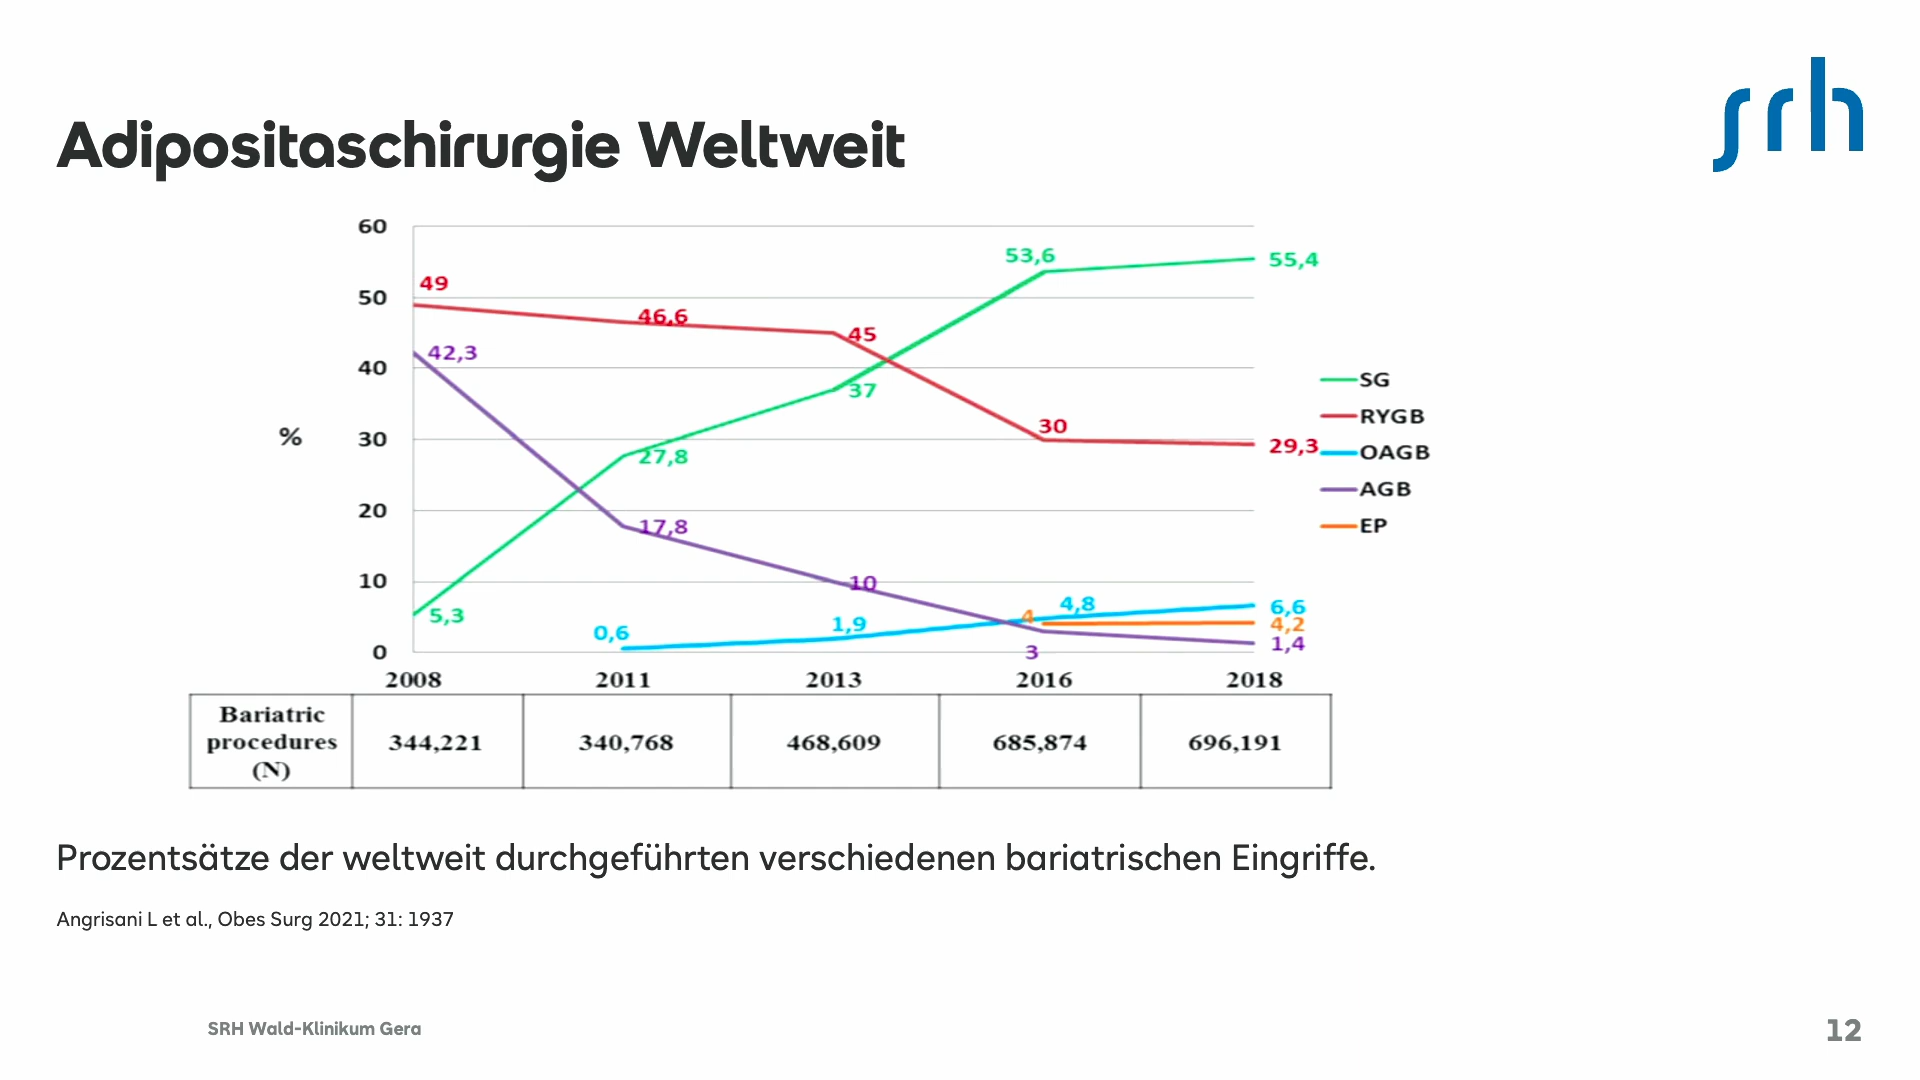 srh
Adipositaschirurgie Weltweit
60
50
40
30
20
10
0
%
49
46,6
45
30
29,3
42,3
17,8
10
3
1,4
5,3
27,8
37
53,6
55,4
0,6
1,9
4,8
6,6
4
4,2
SG
RYGB
OAGB
AGB
EP
2008 2011 2013 2016 2018
Bariatric
procedures
(N)
344,221 340,768 468,609 685,874 696,191
Prozentsätze der weltweit durchgeführten verschiedenen bariatrischen Eingriffe.
Angrisani L et al., Obes Surg 2021; 31: 1937
SRH Wald-Klinikum Gera
12